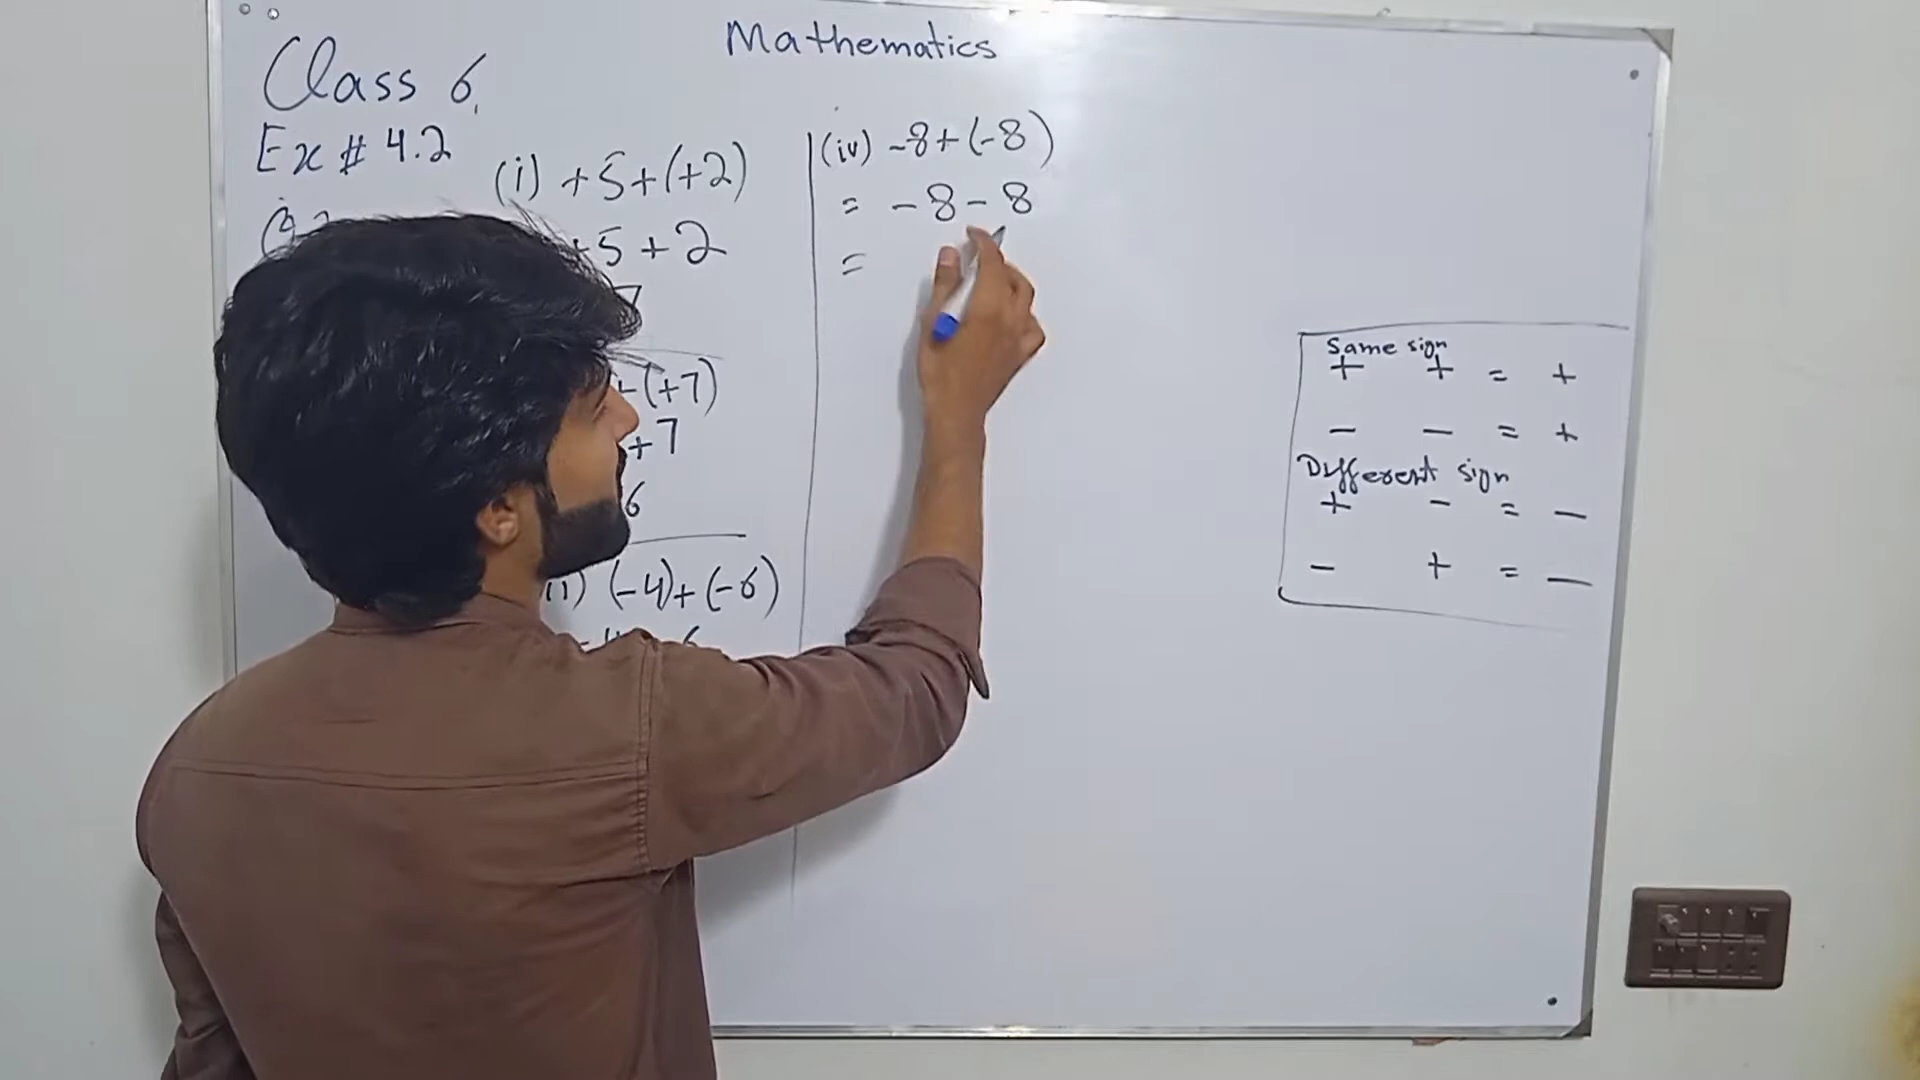 Mathematics
Class 6
Ex # 4.2
(i) +5+(+2)
+5 + 2
7
+(+7)
+7
6
(-4)+(-6)
(iv) -8+(-8)
= -8-8
=
Same sign
+ + = +
- - = +
Different sign
+ - = -
- + = -